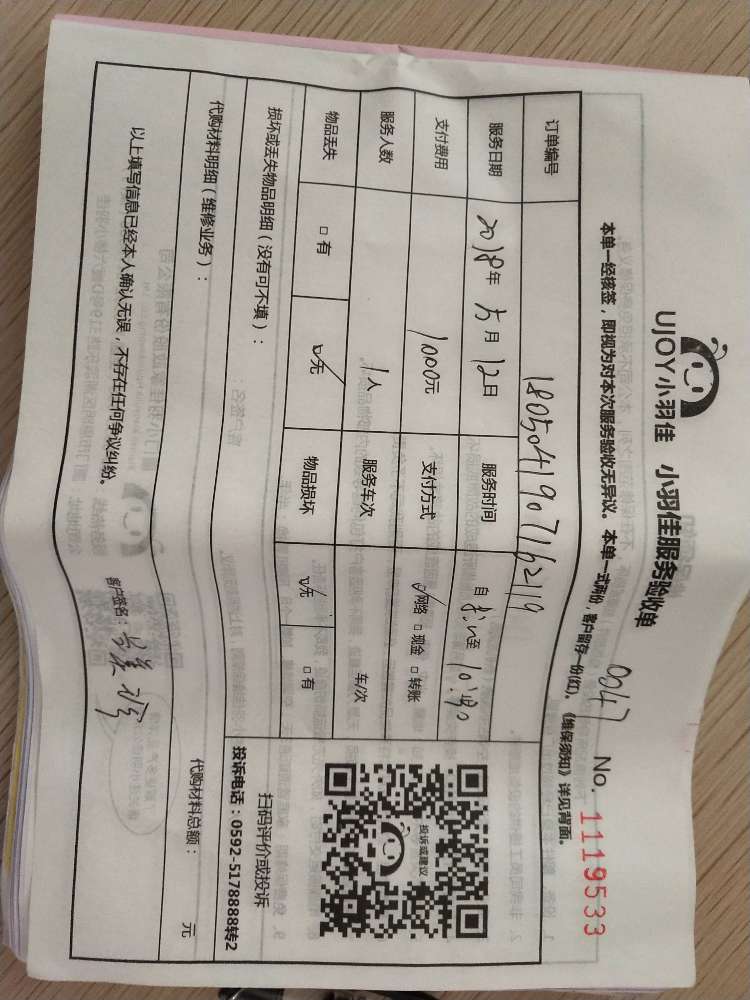 UJOY小羽佳 小羽佳服务验收单
0047 No. 1119533
本单一经核签，即视为对本次服务验收无异议。本单一式两份，客户留存一份(红)。《维保须知》详见背面。
订单编号 1805041907162119
服务日期 2018年 5月 12日 服务时间 自 至 10:40
支付费用 1000元 支付方式 ☑网络 □现金 □转账
服务人数 1人 服务车次 车/次
物品丢失 □有 ☑无 物品损坏 ☑无 □有
损坏或丢失物品明细（没有可不填）：
代购材料明细（维修业务）： 代购材料总额： 元
以上填写信息已经本人确认无误，不存在任何争议纠纷。
客户签名：
投诉或建议
扫码评价或投诉
投诉电话：0592-5178888转2